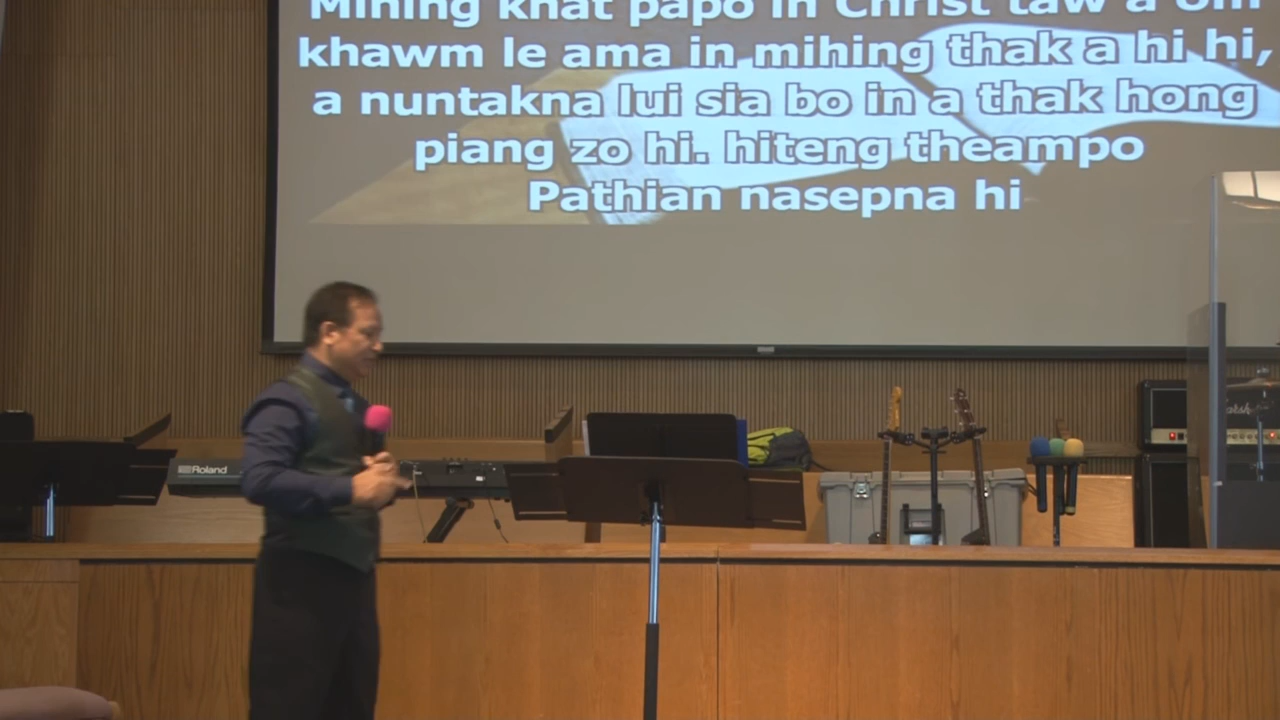 Mihing khat papo in Christ taw a om
khawm le ama in mihing thak a hi hi,
a nuntakna lui sia bo in a thak hong
piang zo hi. hiteng theampo
Pathian nasepna hi
Roland
Marshall